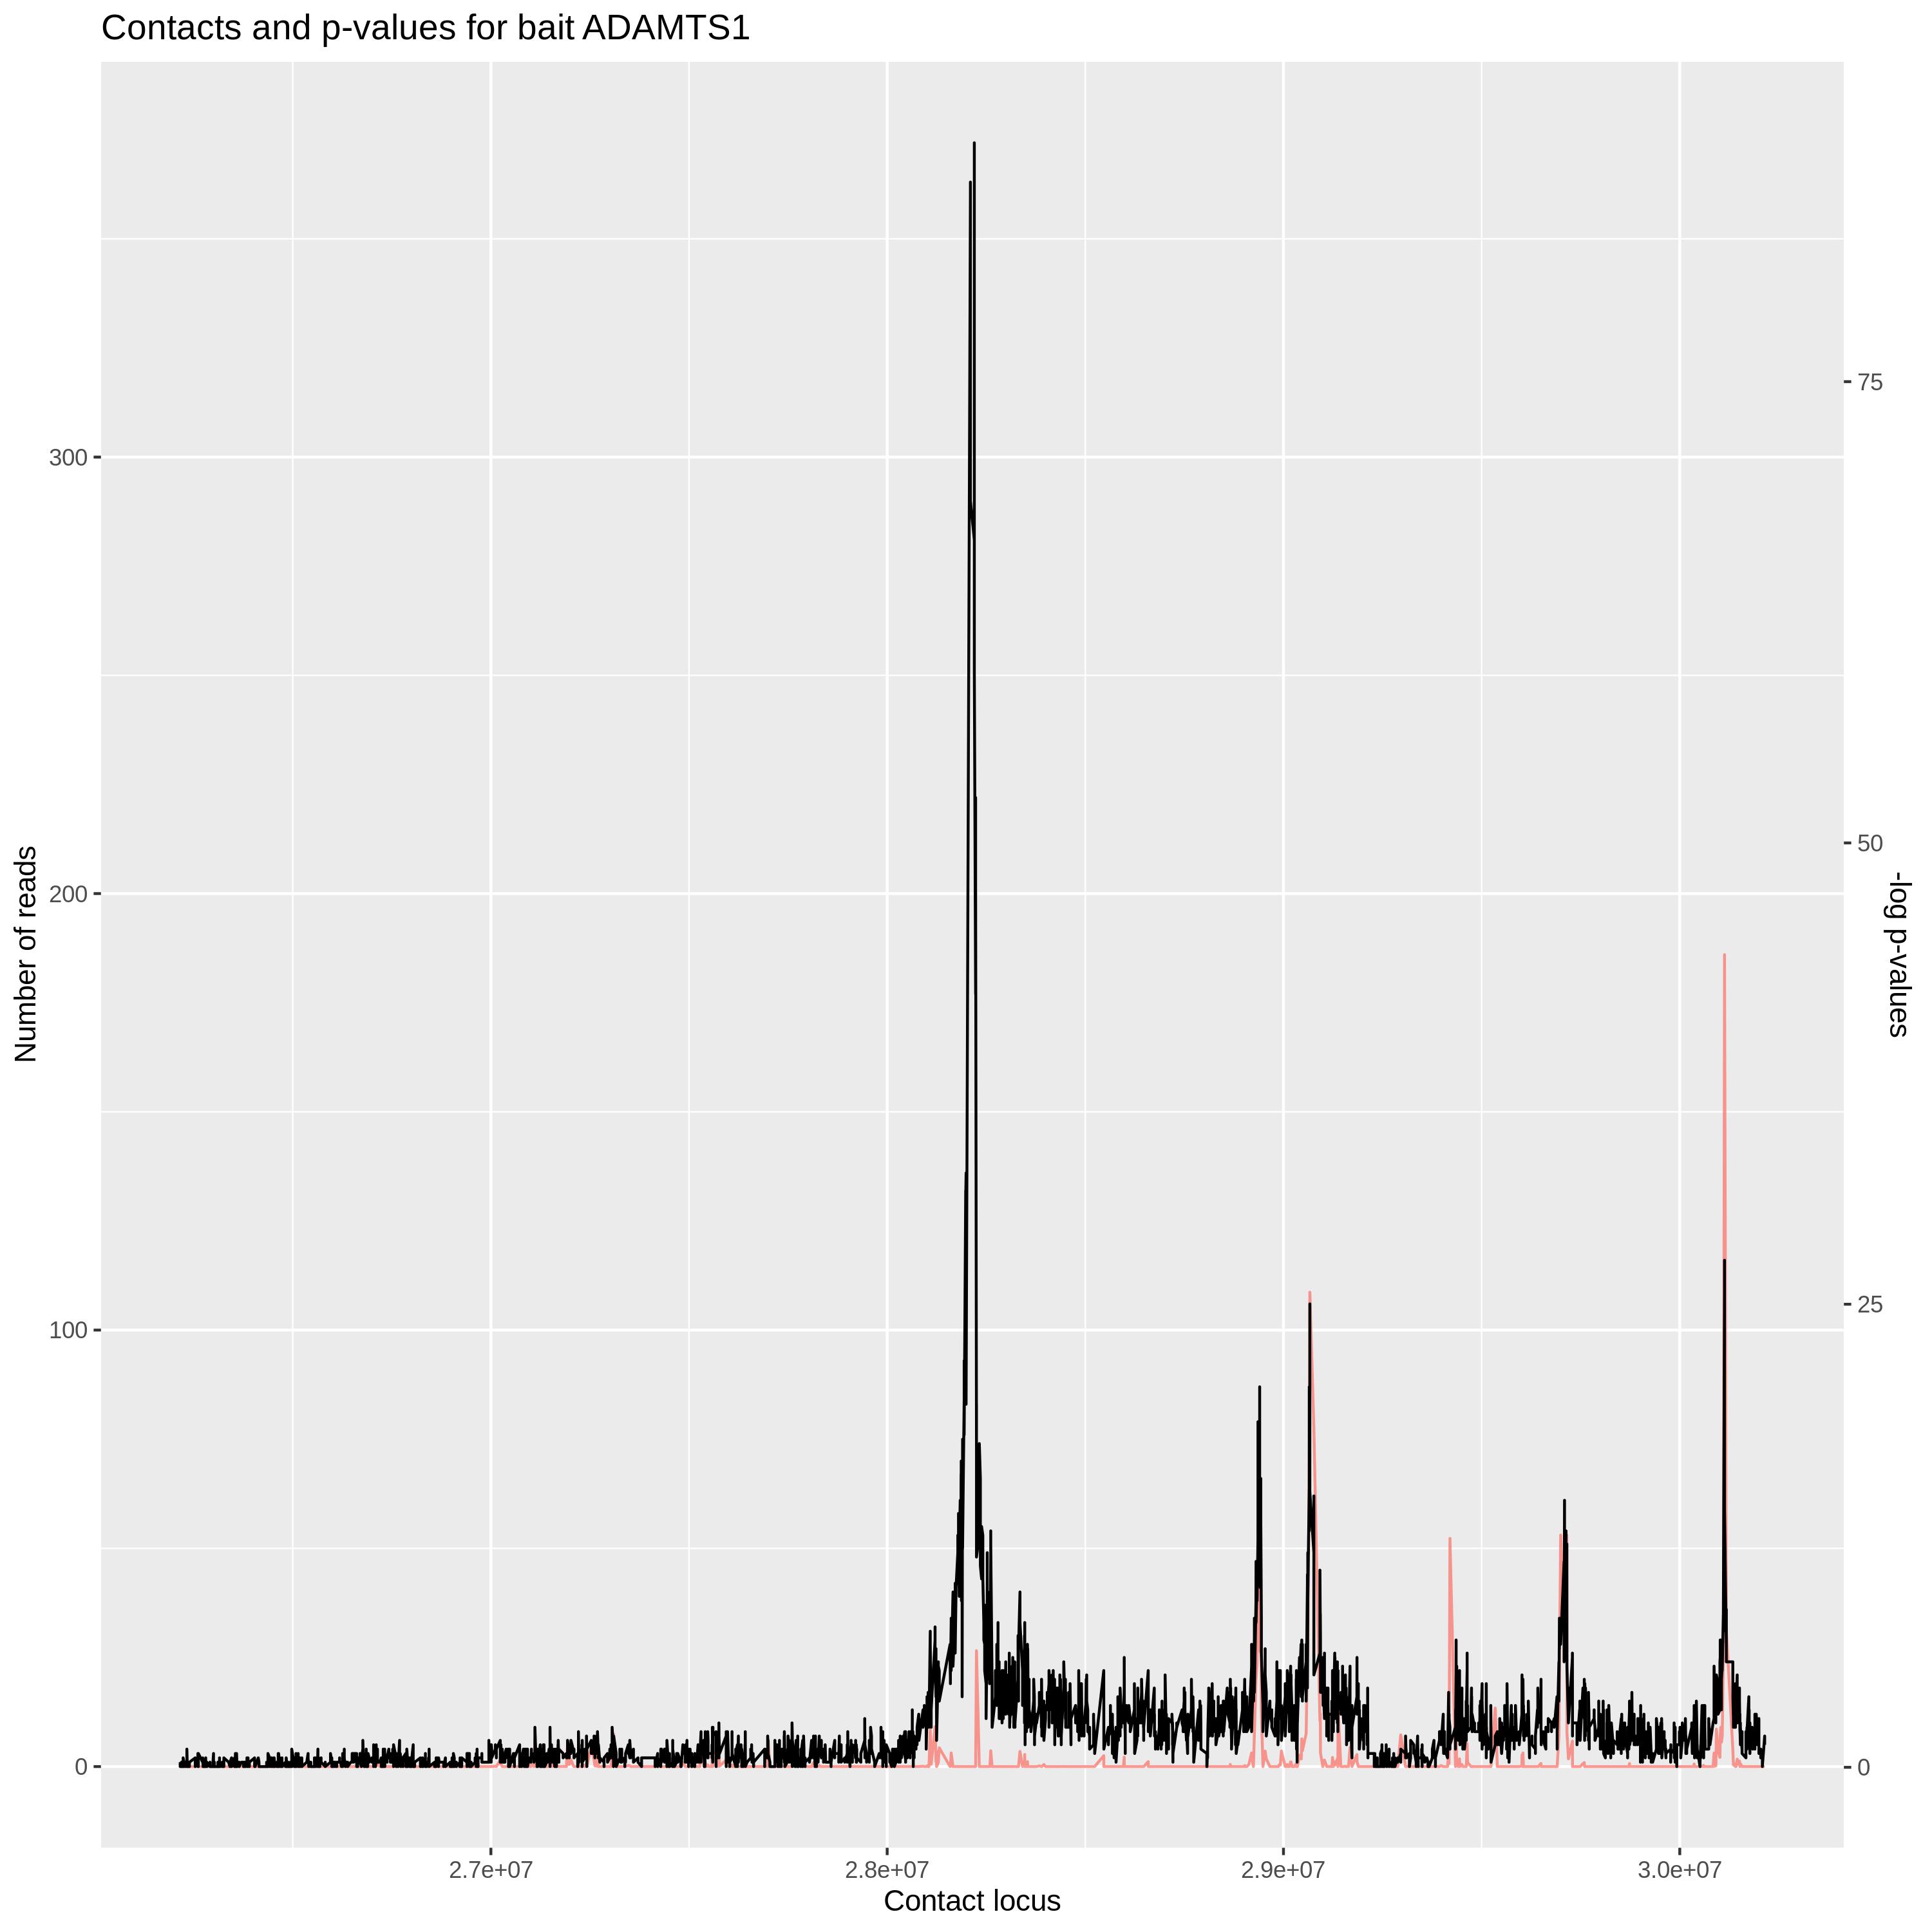 Contacts and p-values for bait ADAMTS1
Number of reads
300
200
100
0
75
50
25
0
-log p-values
2.7e+07
2.8e+07
2.9e+07
3.0e+07
Contact locus